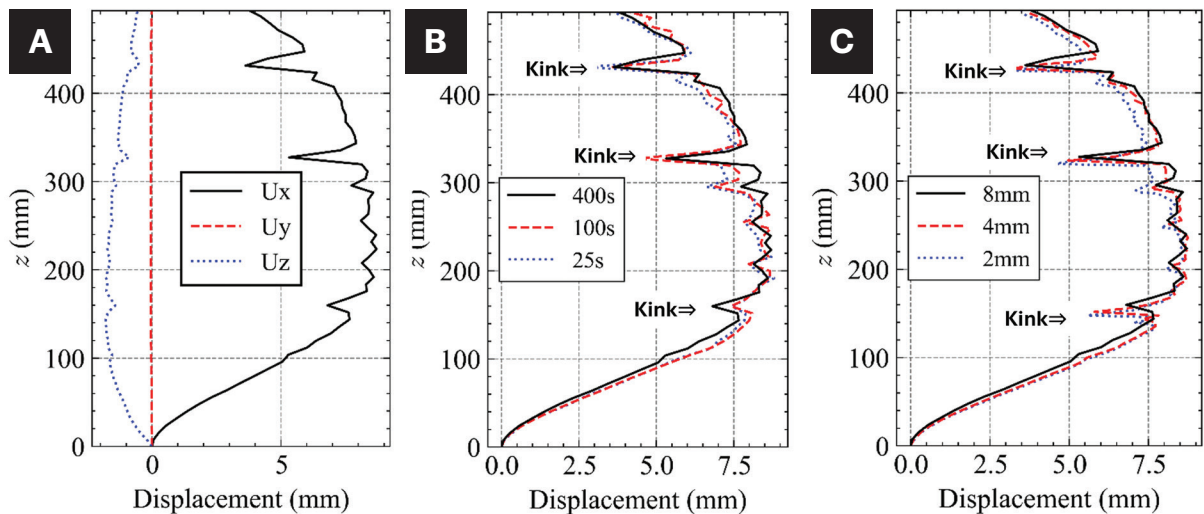 A
B
C
z (mm)
400
300
200
100
0
0
5
Displacement (mm)
Ux
Uy
Uz
z (mm)
400
300
200
100
0
0.0
2.5
5.0
7.5
Displacement (mm)
Kink⇒
Kink⇒
400s
100s
25s
Kink⇒
z (mm)
400
300
200
100
0
0.0
2.5
5.0
7.5
Displacement (mm)
Kink⇒
Kink⇒
8mm
4mm
2mm
Kink⇒